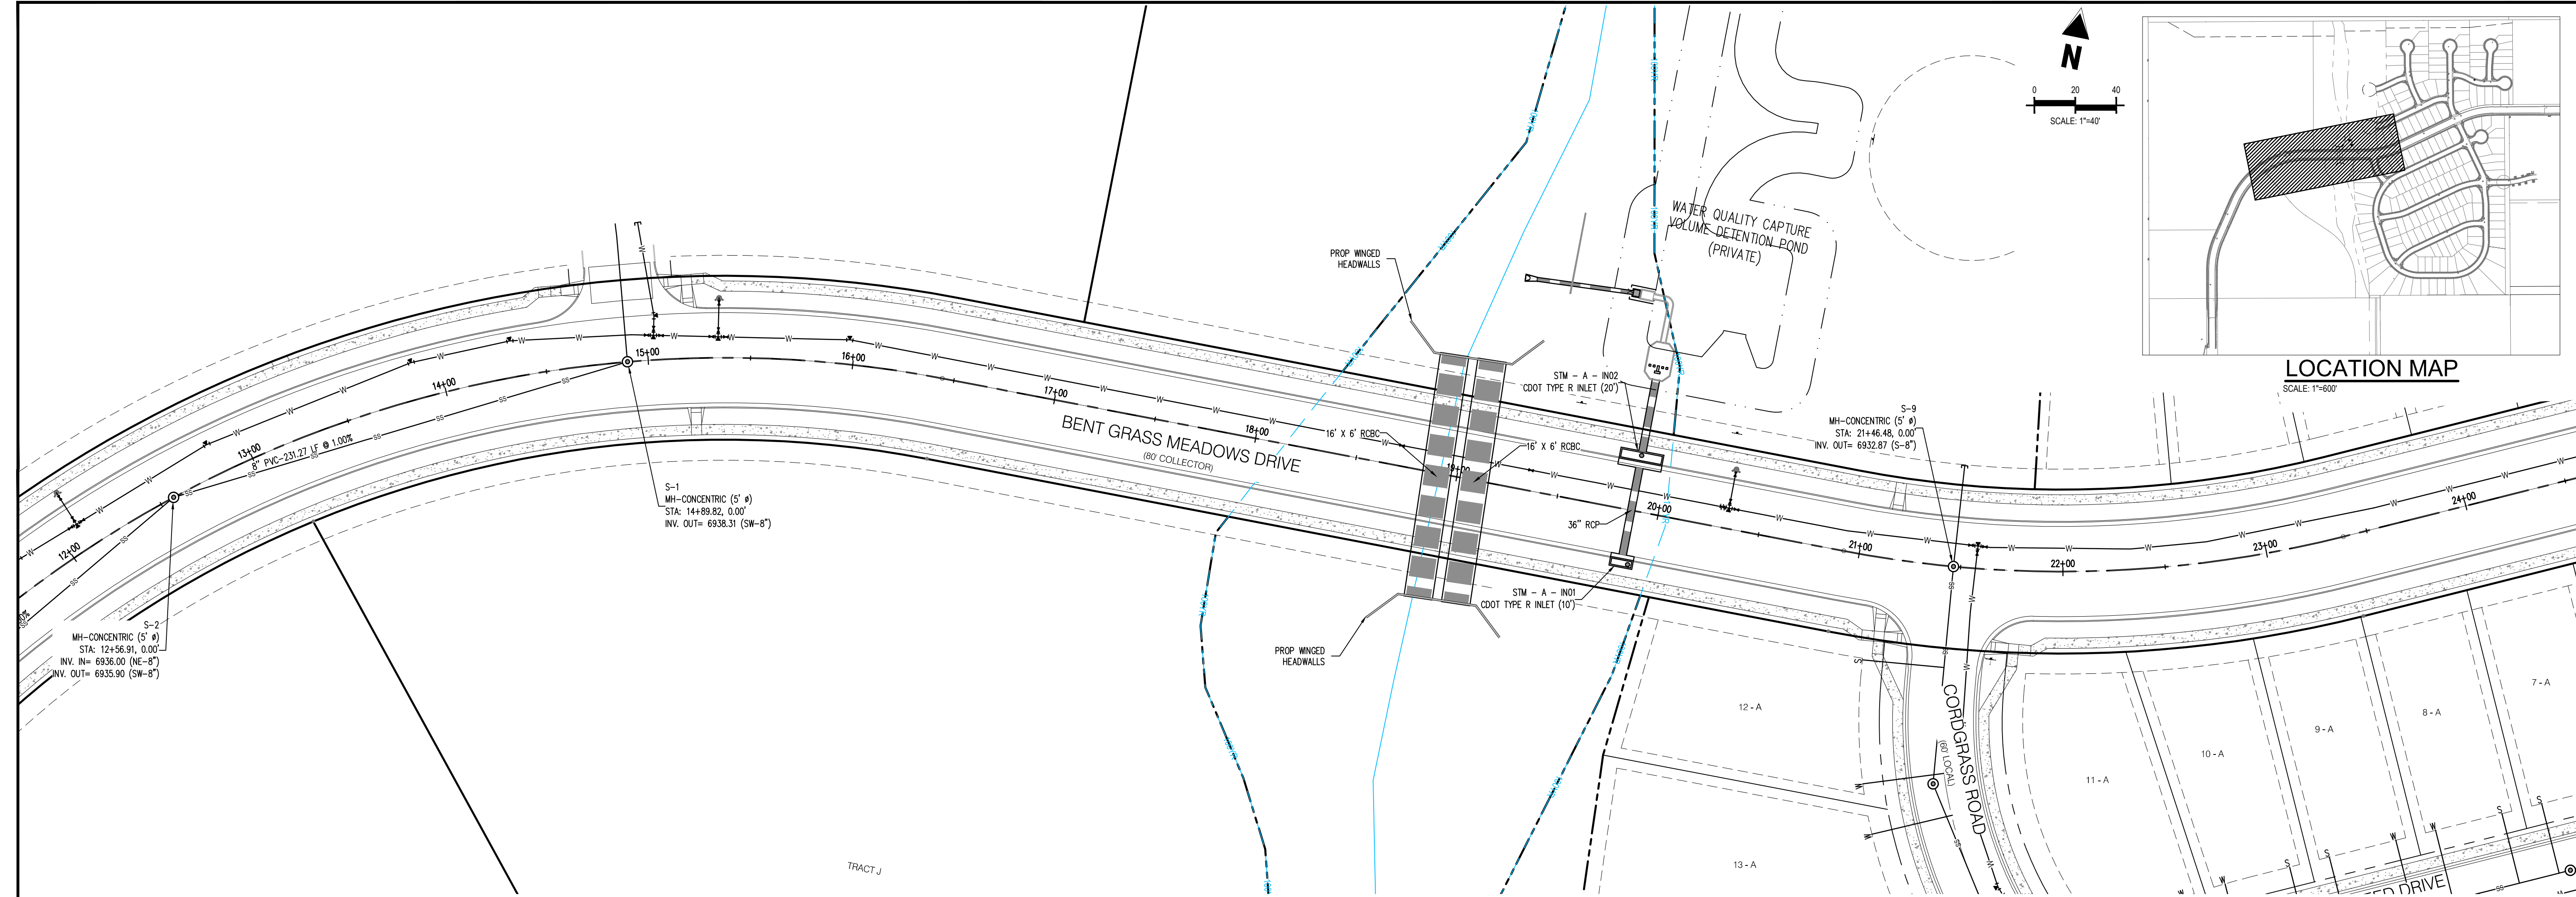 N
0 20 40
SCALE: 1"=40'
LOCATION MAP
SCALE: 1"=600'
WATER QUALITY CAPTURE
VOLUME DETENTION POND
(PRIVATE)
PROP WINGED
HEADWALLS
STM - A - IN02
CDOT TYPE R INLET (20')
16' X 6' RCBC
16' X 6' RCBC
36" RCP
STM - A - IN01
CDOT TYPE R INLET (10')
PROP WINGED
HEADWALLS
S-9
MH-CONCENTRIC (5' ø)
STA: 21+46.48, 0.00'
INV. OUT= 6932.87 (S-8")
S-1
MH-CONCENTRIC (5' ø)
STA: 14+89.82, 0.00'
INV. OUT= 6938.31 (SW-8")
S-2
MH-CONCENTRIC (5' ø)
STA: 12+56.91, 0.00'
INV. IN= 6936.00 (NE-8")
INV. OUT= 6935.90 (SW-8")
8" PVC-231.27 LF @ 1.00%
BENT GRASS MEADOWS DRIVE
(80' COLLECTOR)
12+00
13+00
14+00
15+00
16+00
17+00
18+00
19+00
20+00
21+00
22+00
23+00
24+00
CORDGRASS ROAD
(60' LOCAL)
TRACT J
12 - A
13 - A
11 - A
10 - A
9 - A
8 - A
7 - A
DRIVE